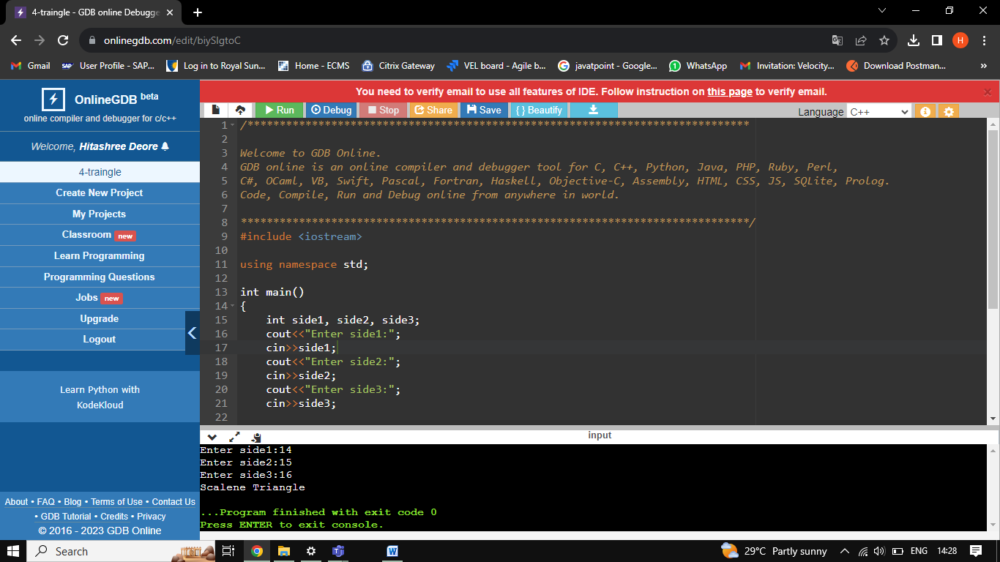 4-traingle - GDB online Debugge
onlinegdb.com/edit/biySIgtoC
H
Gmail
SAP User Profile - SAP...
Log in to Royal Sun...
Home - ECMS
Citrix Gateway
VEL board - Agile b...
javatpoint - Google...
1 WhatsApp
Invitation: Velocity...
Download Postman...
»
OnlineGDB beta
online compiler and debugger for c/c++
Welcome, Hitashree Deore
4-traingle
Create New Project
My Projects
Classroom new
Learn Programming
Programming Questions
Jobs new
Upgrade
Logout
Learn Python with
KodeKloud
About • FAQ • Blog • Terms of Use • Contact Us
• GDB Tutorial • Credits • Privacy
© 2016 - 2023 GDB Online
You need to verify email to use all features of IDE. Follow instruction on this page to verify email.
Run Debug Stop Share Save { } Beautify
Language C++
1 /******************************************************************************
2
3 Welcome to GDB Online.
4 GDB online is an online compiler and debugger tool for C, C++, Python, Java, PHP, Ruby, Perl,
5 C#, OCaml, VB, Swift, Pascal, Fortran, Haskell, Objective-C, Assembly, HTML, CSS, JS, SQLite, Prolog.
6 Code, Compile, Run and Debug online from anywhere in world.
7
8 *******************************************************************************/
9 #include <iostream>
10
11 using namespace std;
12
13 int main()
14 {
15 int side1, side2, side3;
16 cout<<"Enter side1:";
17 cin>>side1;
18 cout<<"Enter side2:";
19 cin>>side2;
20 cout<<"Enter side3:";
21 cin>>side3;
22
input
Enter side1:14
Enter side2:15
Enter side3:16
Scalene Triangle
...Program finished with exit code 0
Press ENTER to exit console.
Search
29°C Partly sunny
ENG
14:28